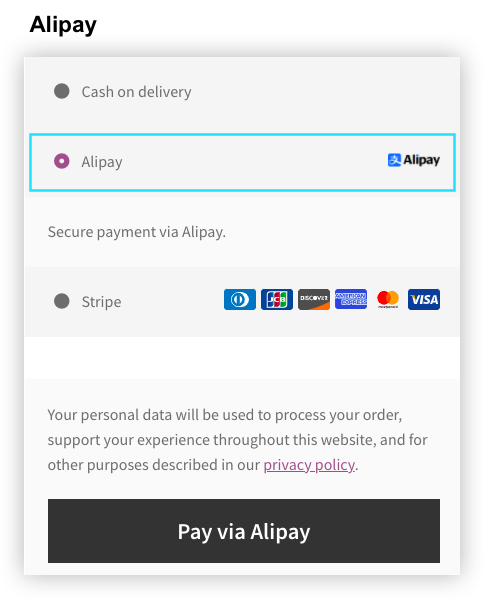 Alipay
Cash on delivery
Alipay Alipay
Secure payment via Alipay.
Stripe JCB DISCOVER AMERICAN EXPRESS VISA
Your personal data will be used to process your order,
support your experience throughout this website, and for
other purposes described in our privacy policy.
Pay via Alipay